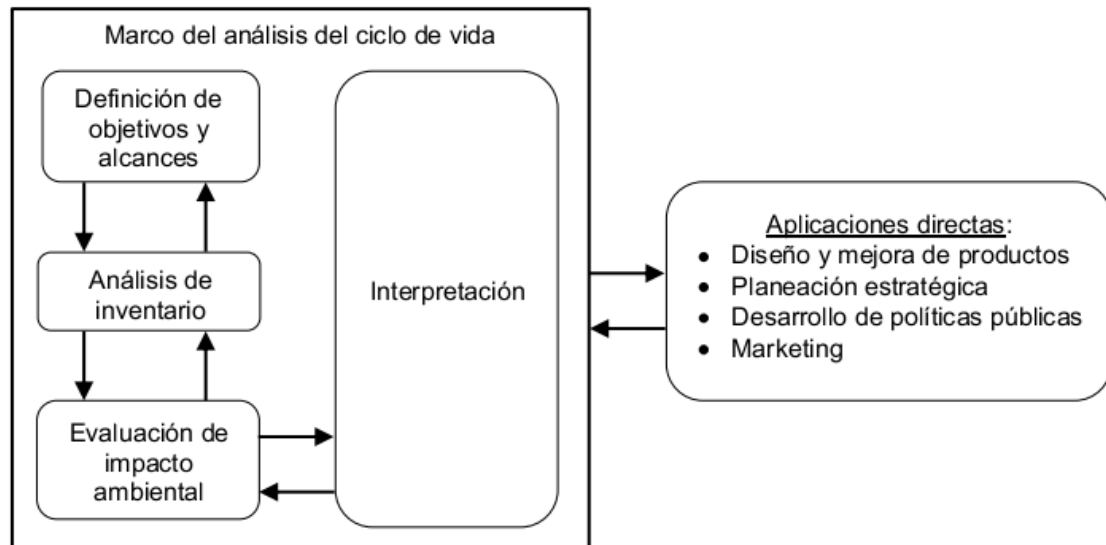 Marco del análisis del ciclo de vida
Definición de
objetivos y
alcances
Análisis de
inventario
Evaluación de
impacto
ambiental
Interpretación
Aplicaciones directas:
• Diseño y mejora de productos
• Planeación estratégica
• Desarrollo de políticas públicas
• Marketing